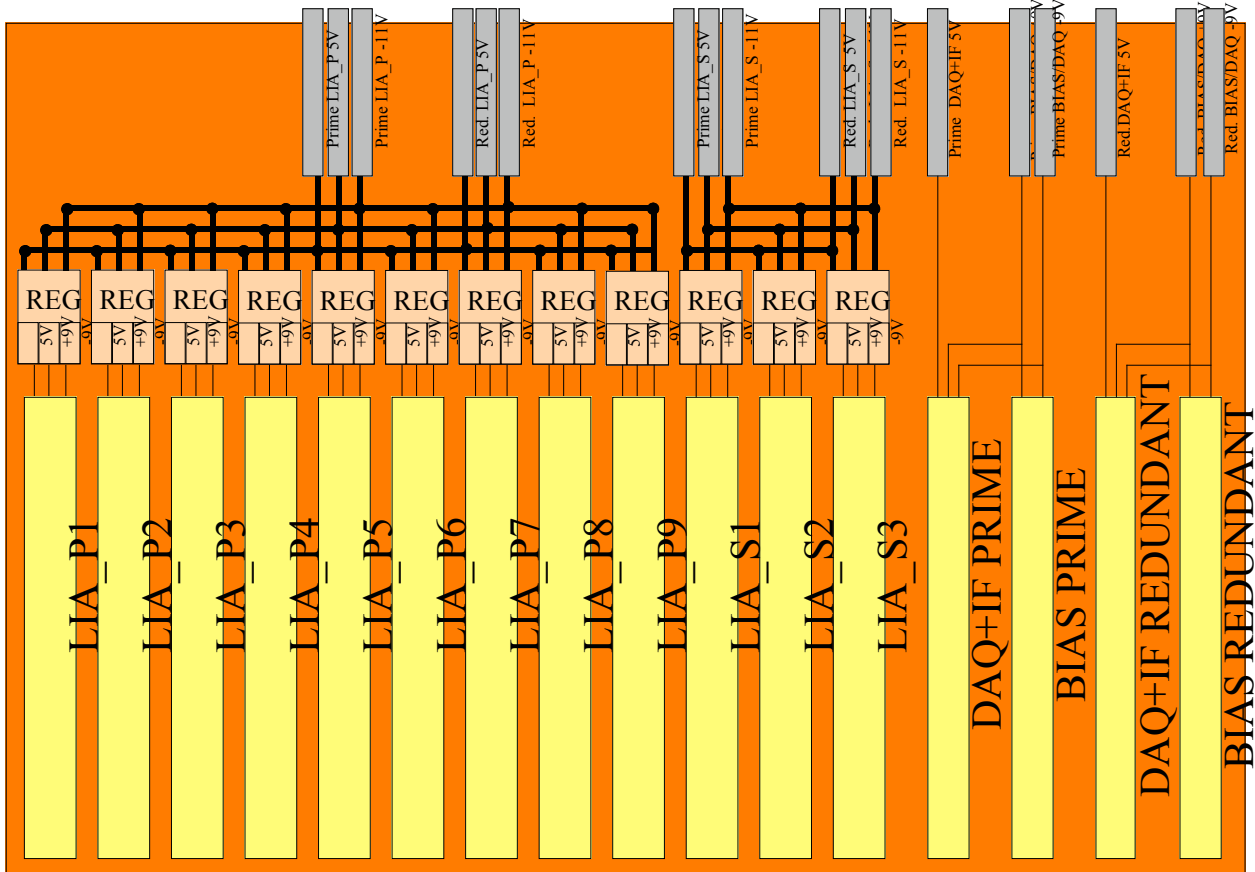 Prime LIA_P 5V
Prime LIA_P -11V
Red. LIA_P 5V
Red. LIA_P -11V
Prime LIA_S 5V
Prime LIA_S -11V
Red. LIA_S 5V
Red. LIA_S -11V
Prime DAQ+IF 5V
Prime BIAS/DAQ -9V
Red.DAQ+IF 5V
Red. BIAS/DAQ -9V
REG
REG
REG
REG
REG
REG
REG
REG
REG
REG
REG
REG
5V +9V -9V
5V +9V -9V
5V +9V -9V
5V +9V -9V
5V +9V -9V
5V +9V -9V
5V +9V -9V
5V +9V -9V
5V +9V -9V
5V +9V -9V
5V +9V -9V
5V +9V -9V
LIA_P1
LIA_P2
LIA_P3
LIA_P4
LIA_P5
LIA_P6
LIA_P7
LIA_P8
LIA_P9
LIA_S1
LIA_S2
LIA_S3
DAQ+IF PRIME
BIAS PRIME
DAQ+IF REDUNDANT
BIAS REDUNDANT